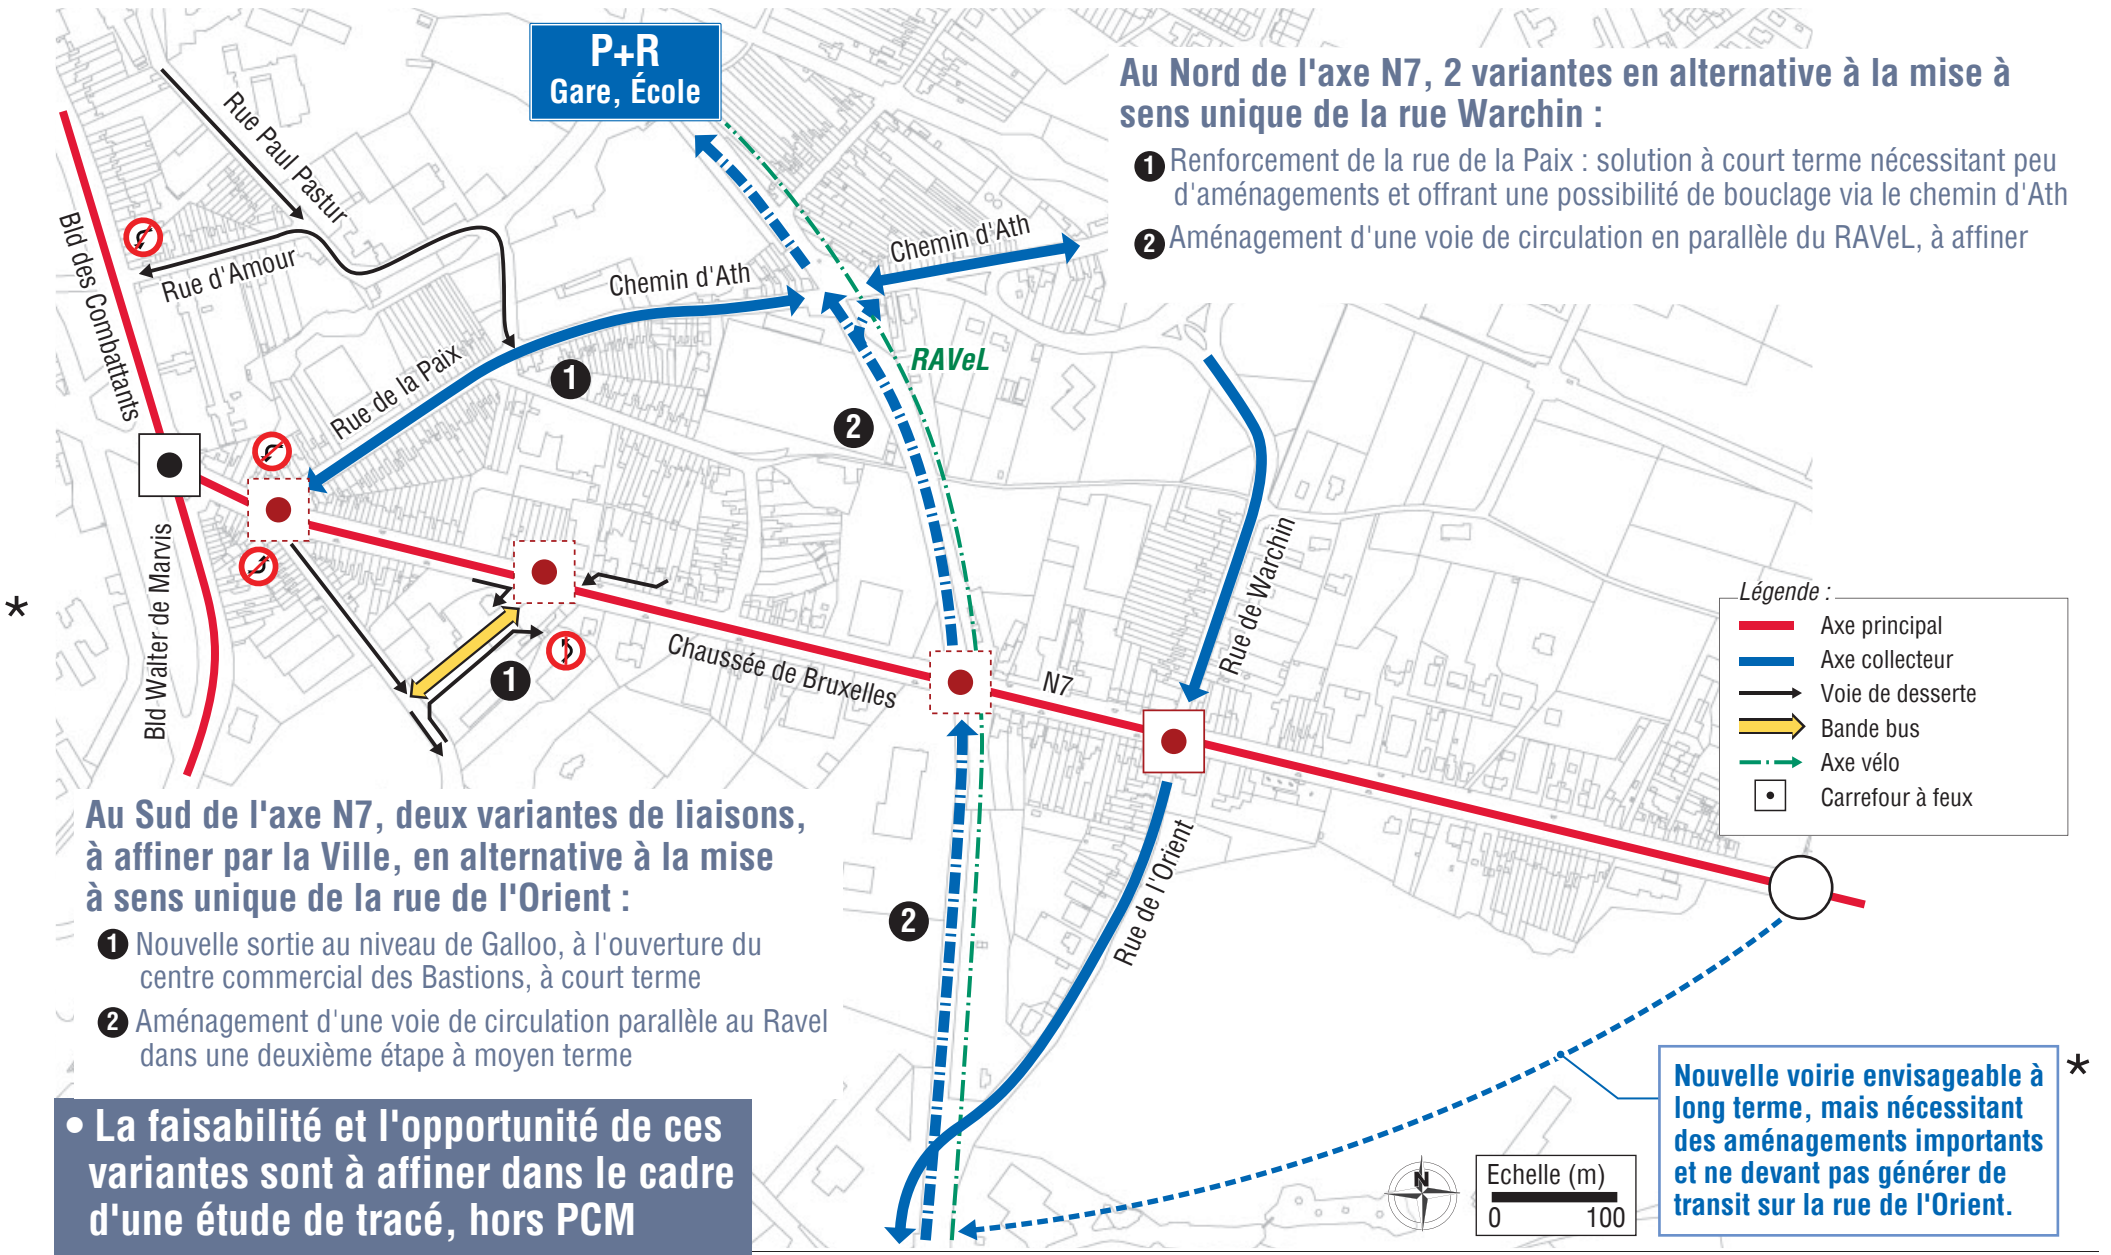 P+R
Gare, École
Au Nord de l'axe N7, 2 variantes en alternative à la mise à
sens unique de la rue Warchin :
1 Renforcement de la rue de la Paix : solution à court terme nécessitant peu
d'aménagements et offrant une possibilité de bouclage via le chemin d'Ath
2 Aménagement d'une voie de circulation en parallèle du RAVeL, à affiner
Rue Paul Pastur
Bld des Combattants
Rue d'Amour
Chemin d'Ath
Chemin d'Ath
Rue de la Paix
RAVeL
1
2
Bld Walter de Marvis
*
Chaussée de Bruxelles
N7
Rue de Warchin
1
Légende :
Axe principal
Axe collecteur
Voie de desserte
Bande bus
Axe vélo
Carrefour à feux
Au Sud de l'axe N7, deux variantes de liaisons,
à affiner par la Ville, en alternative à la mise
à sens unique de la rue de l'Orient :
1 Nouvelle sortie au niveau de Galloo, à l'ouverture du
centre commercial des Bastions, à court terme
2 Aménagement d'une voie de circulation parallèle au Ravel
dans une deuxième étape à moyen terme
2
Rue de l'Orient
• La faisabilité et l'opportunité de ces
variantes sont à affiner dans le cadre
d'une étude de tracé, hors PCM
N
Echelle (m)
0 100
Nouvelle voirie envisageable à
long terme, mais nécessitant
des aménagements importants
et ne devant pas générer de
transit sur la rue de l'Orient.
*